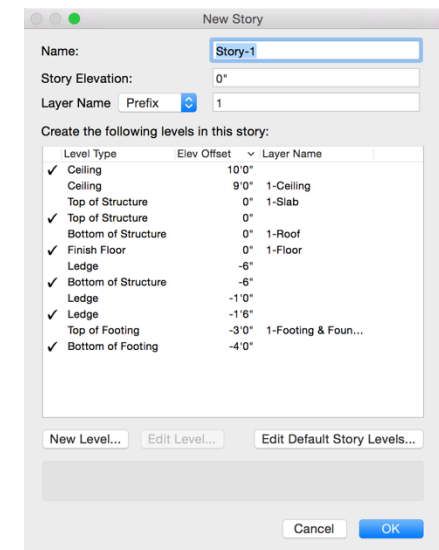 New Story
Name: Story-1
Story Elevation: 0"
Layer Name Prefix 1
Create the following levels in this story:
Level Type Elev Offset Layer Name
✓ Ceiling 10'0"
Ceiling 9'0" 1-Ceiling
Top of Structure 0" 1-Slab
✓ Top of Structure 0"
Bottom of Structure 0" 1-Roof
✓ Finish Floor 0" 1-Floor
Ledge -6"
✓ Bottom of Structure -6"
Ledge -1'0"
✓ Ledge -1'6"
Top of Footing -3'0" 1-Footing & Foun...
✓ Bottom of Footing -4'0"
New Level... Edit Level... Edit Default Story Levels...
Cancel OK